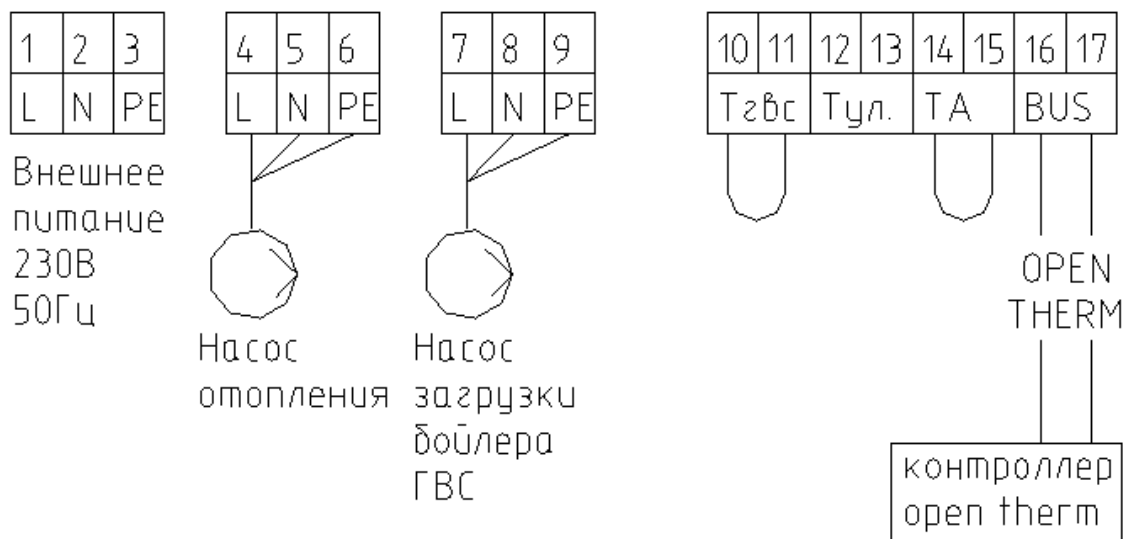 1 2 3 4 5 6 7 8 9 10 11 12 13 14 15 16 17
L N PE L N PE L N PE Тгвс Тул. ТА BUS
Внешнее
питание
230В
50Гц
Насос
отопления
Насос
загрузки
бойлера
ГВС
OPEN
THERM
контроллер
open therm